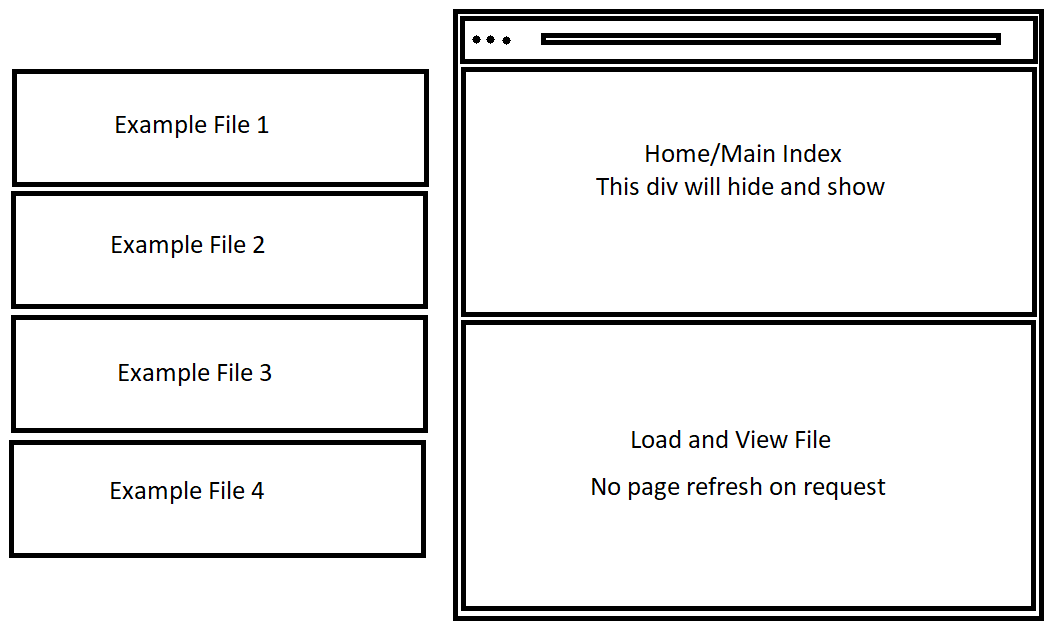 Example File 1
Example File 2
Example File 3
Example File 4
Home/Main Index
This div will hide and show
Load and View File
No page refresh on request